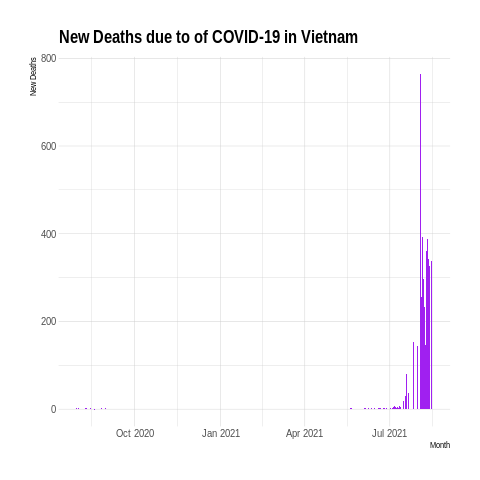 New Deaths due to of COVID-19 in Vietnam
New Deaths
800
600
400
200
0
Oct 2020
Jan 2021
Apr 2021
Jul 2021
Month